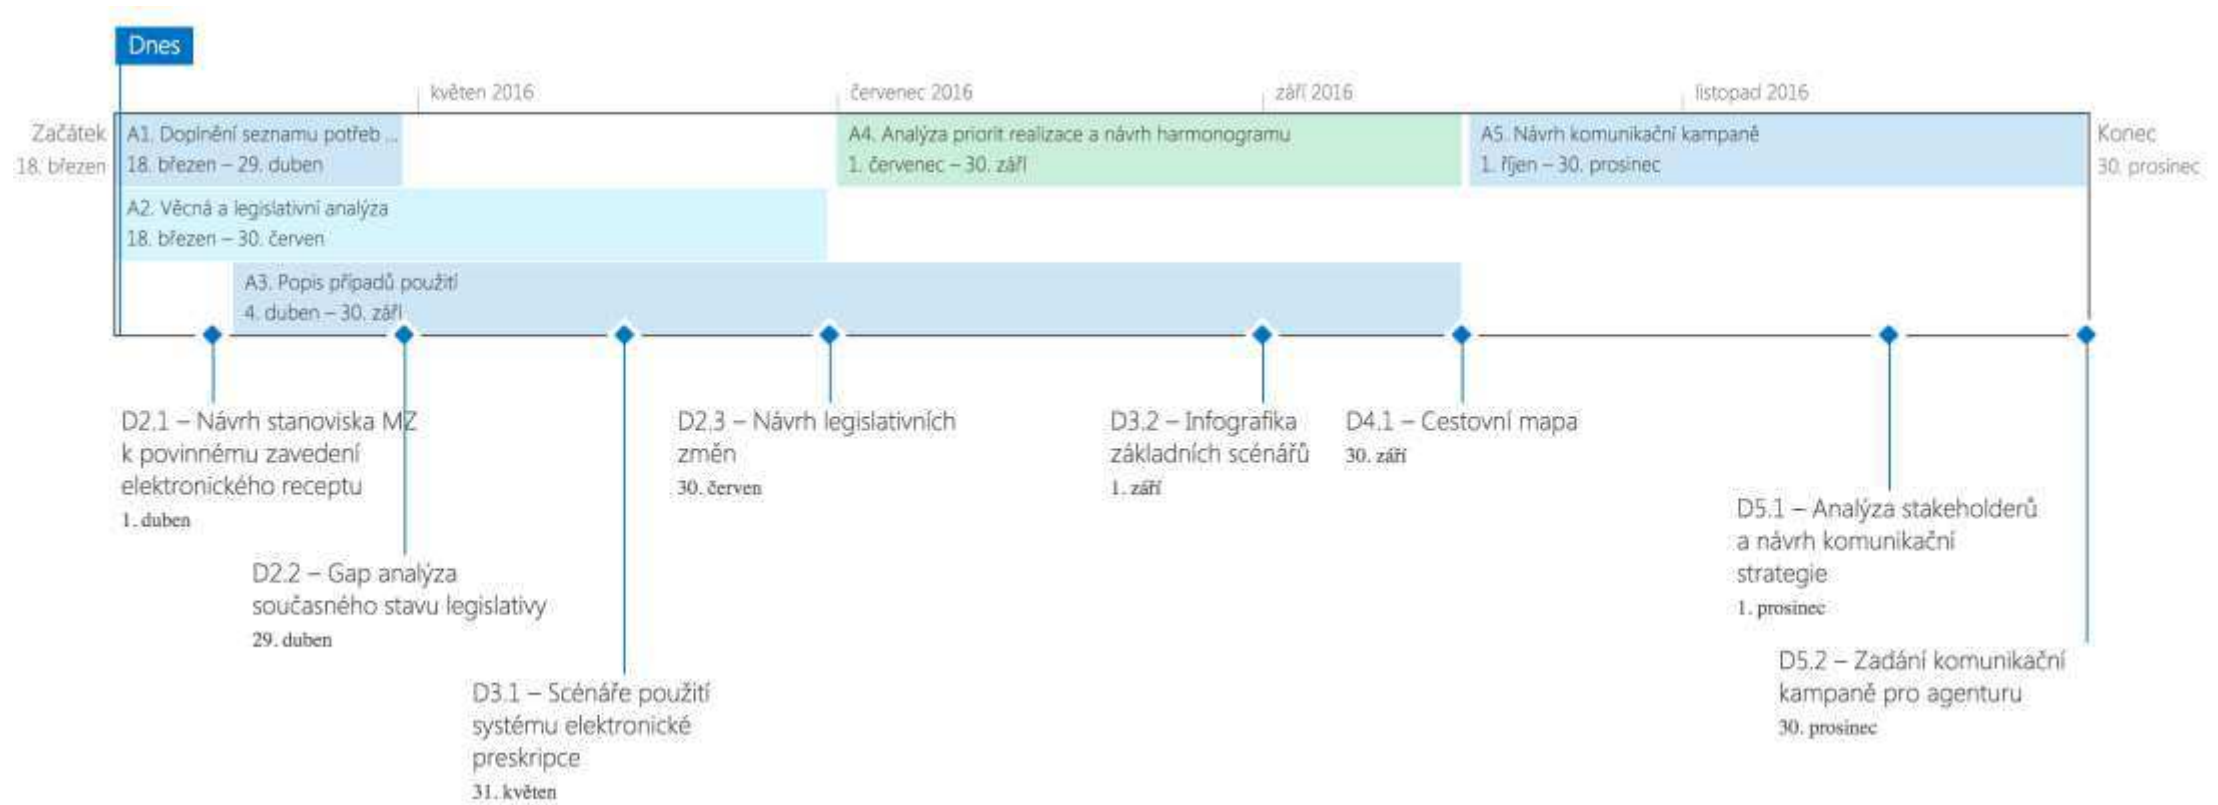 Dnes
květen 2016
červenec 2016
září 2016
listopad 2016
Začátek
18. březen
A1. Doplnění seznamu potřeb ...
18. březen – 29. duben
A4. Analýza priorit realizace a návrh harmonogramu
1. červenec – 30. září
A5. Návrh komunikační kampaně
1. říjen – 30. prosinec
Konec
30. prosinec
A2. Věcná a legislativní analýza
18. březen – 30. červen
A3. Popis případů použití
4. duben – 30. září
D2.1 – Návrh stanoviska MZ
k povinnému zavedení
elektronického receptu
1. duben
D2.2 – Gap analýza
současného stavu legislativy
29. duben
D3.1 – Scénáře použití
systému elektronické
preskripce
31. květen
D2.3 – Návrh legislativních
změn
30. červen
D3.2 – Infografika
základních scénářů
1. září
D4.1 – Cestovní mapa
30. září
D5.1 – Analýza stakeholderů
a návrh komunikační
strategie
1. prosinec
D5.2 – Zadání komunikační
kampaně pro agenturu
30. prosinec